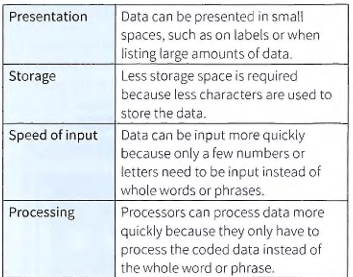 Presentation
Data can be presented in small
spaces, such as on labels or when
listing large amounts of data.
Storage
Less storage space is required
because less characters are used to
store the data.
Speed of input
Data can be input more quickly
because only a few numbers or
letters need to be input instead of
whole words or phrases.
Processing
Processors can process data more
quickly because they only have to
process the coded data instead of
the whole word or phrase.